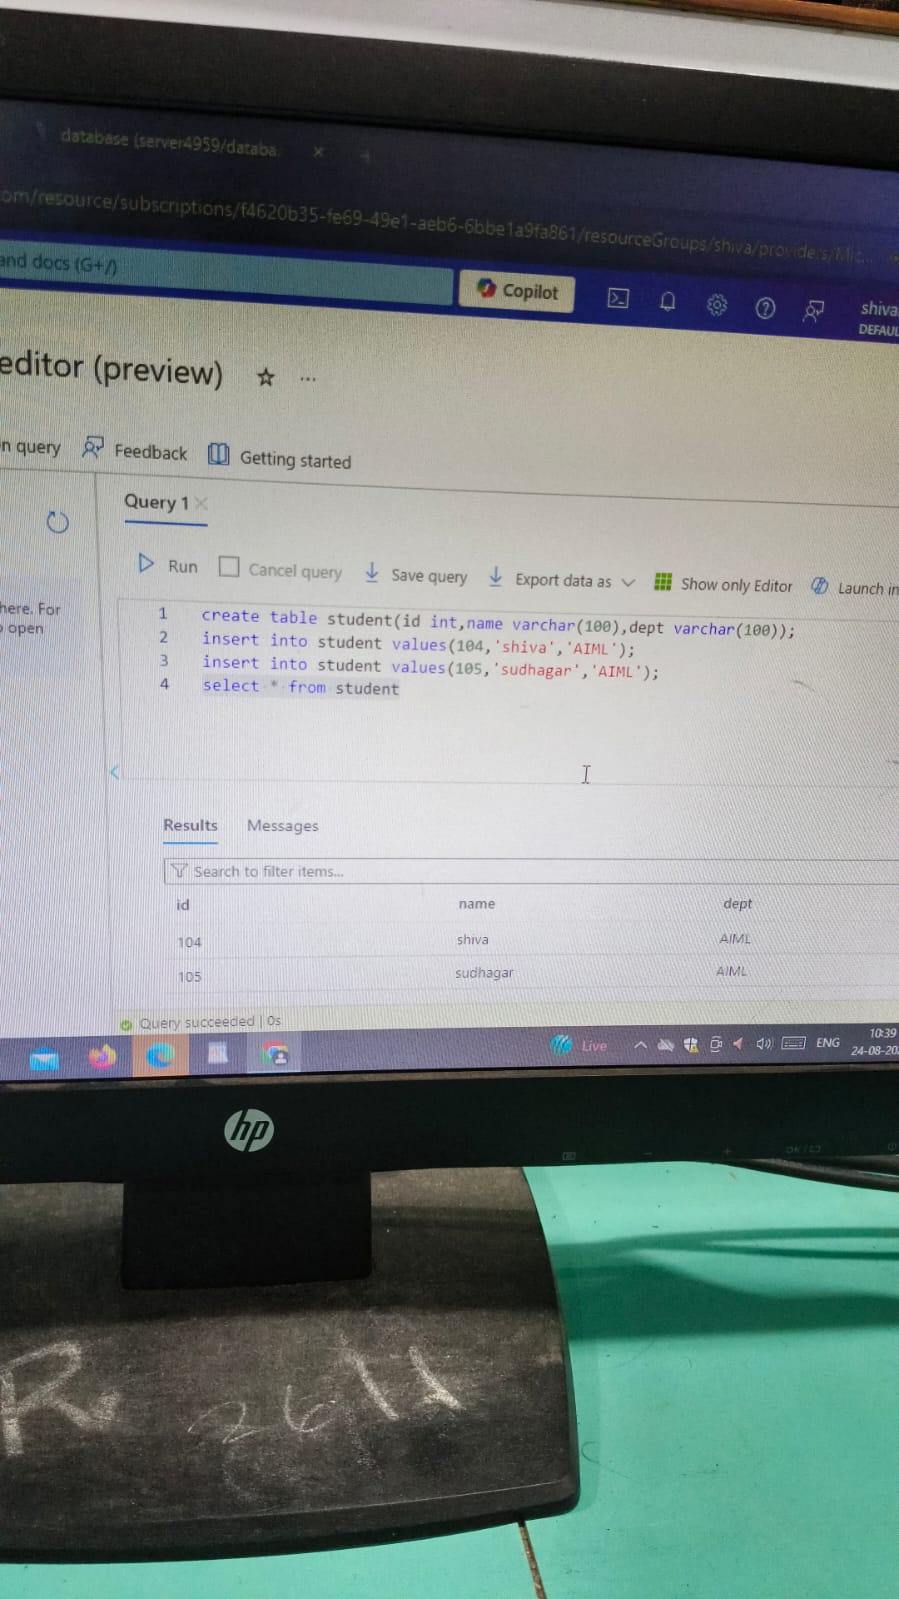 database (server4959/databa
om/resource/subscriptions/f4620b35-fe69-49e1-aeb6-6bbe1a9fa861/resourceGroups/shiva/providers/Mic...
and docs (G+/)
Copilot
shiva
DEFAUL
editor (preview)
n query Feedback Getting started
Query 1
Run Cancel query Save query Export data as Show only Editor Launch in
here. For
open
1 create table student(id int,name varchar(100),dept varchar(100));
2 insert into student values(104,'shiva','AIML');
3 insert into student values(105,'sudhagar','AIML');
4 select * from student
Results Messages
Search to filter items...
id name dept
104 shiva AIML
105 sudhagar AIML
Query succeeded | 0s
Live ENG 10:39
24-08-202
hp
R